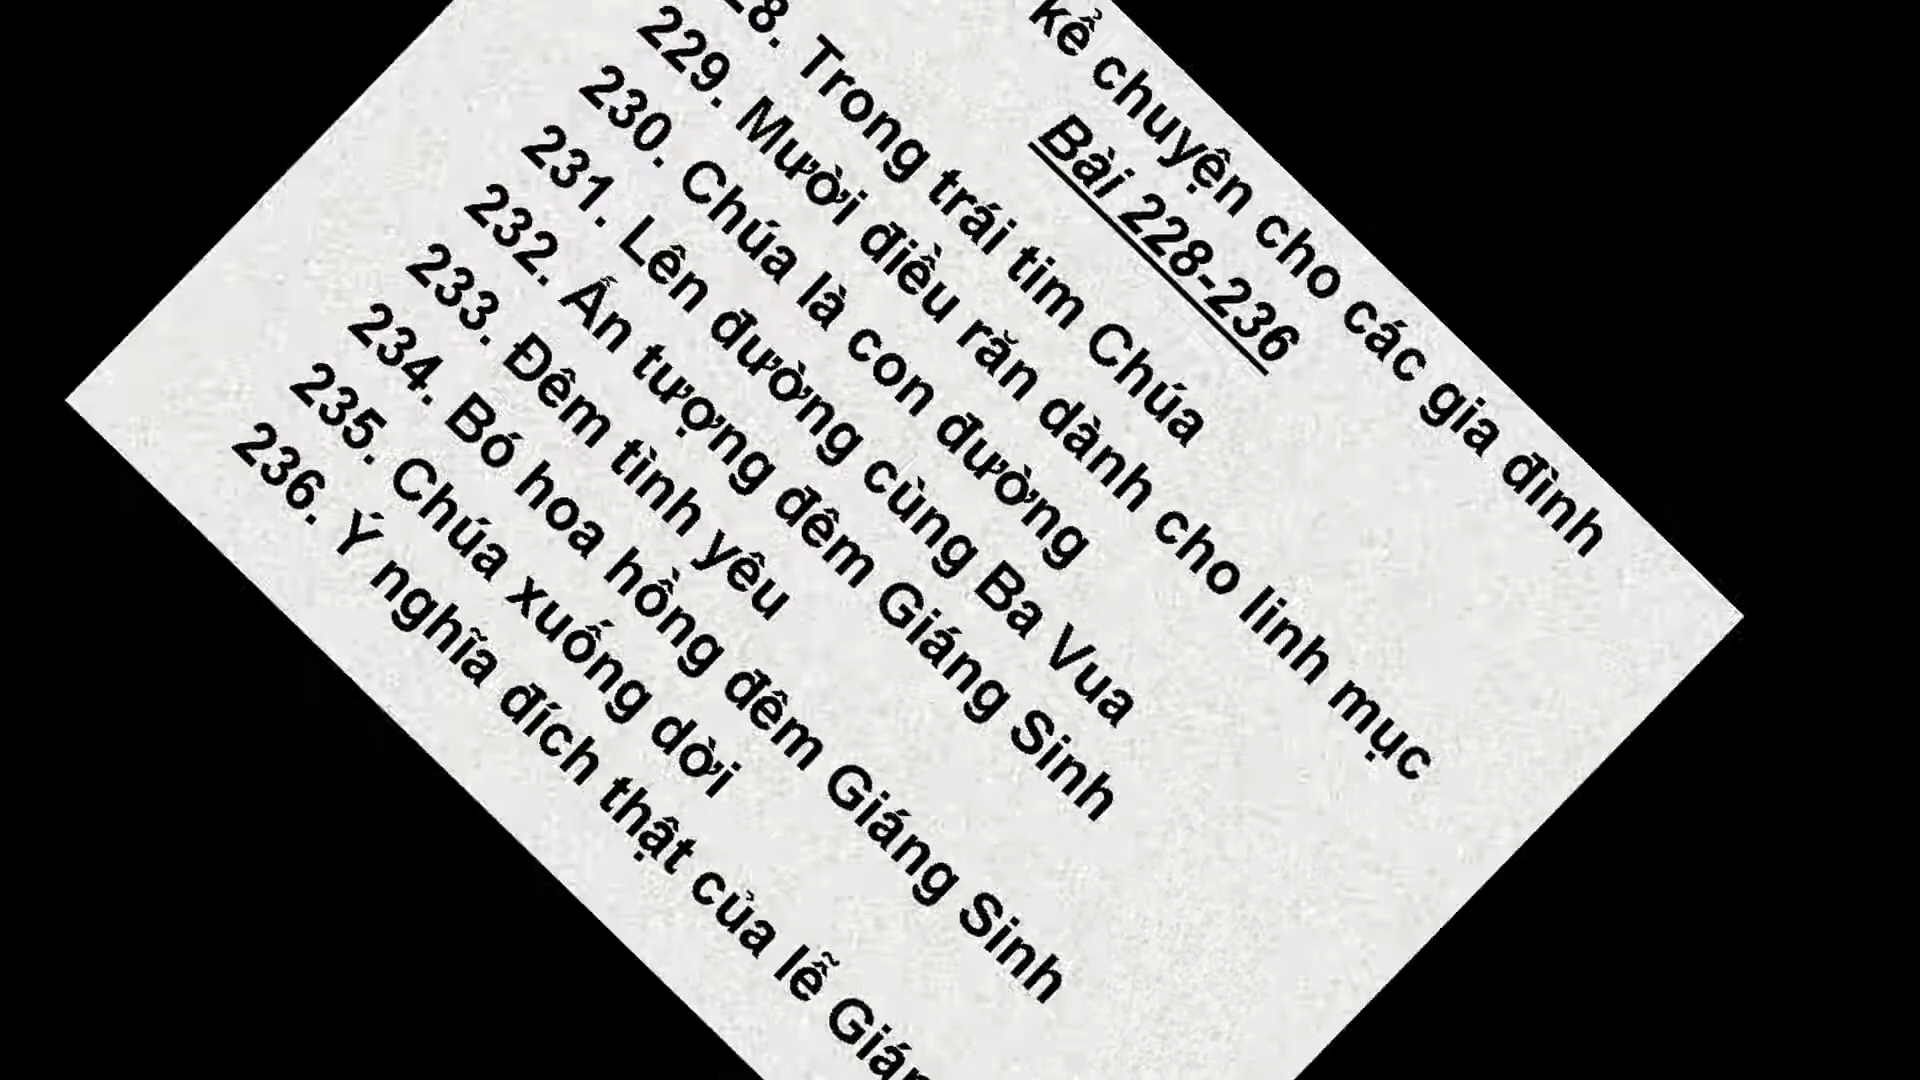 kể chuyện cho các gia đình
Bài 228-236
28. Trong trái tim Chúa
229. Mười điều răn dành cho linh mục
230. Chúa là con đường
231. Lên đường cùng Ba Vua
232. Ấn tượng đêm Giáng Sinh
233. Đêm tình yêu
234. Bó hoa hồng đêm Giáng Sinh
235. Chúa xuống dời
236. Ý nghĩa đích thật của lễ Gián